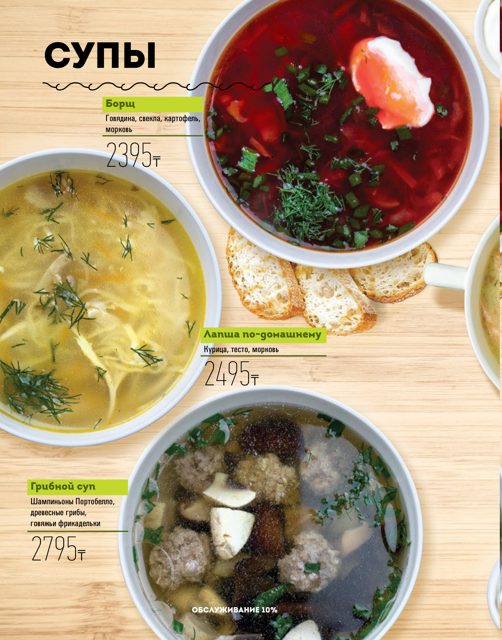 СУПЫ
Борщ
Говядина, свекла, картофель,
морковь
2395₸
Лапша по-домашнему
Курица, тесто, морковь
2495₸
Грибной суп
Шампиньоны Портобелло,
древесные грибы,
говяжьи фрикадельки
2795₸
ОБСЛУЖИВАНИЕ 10%